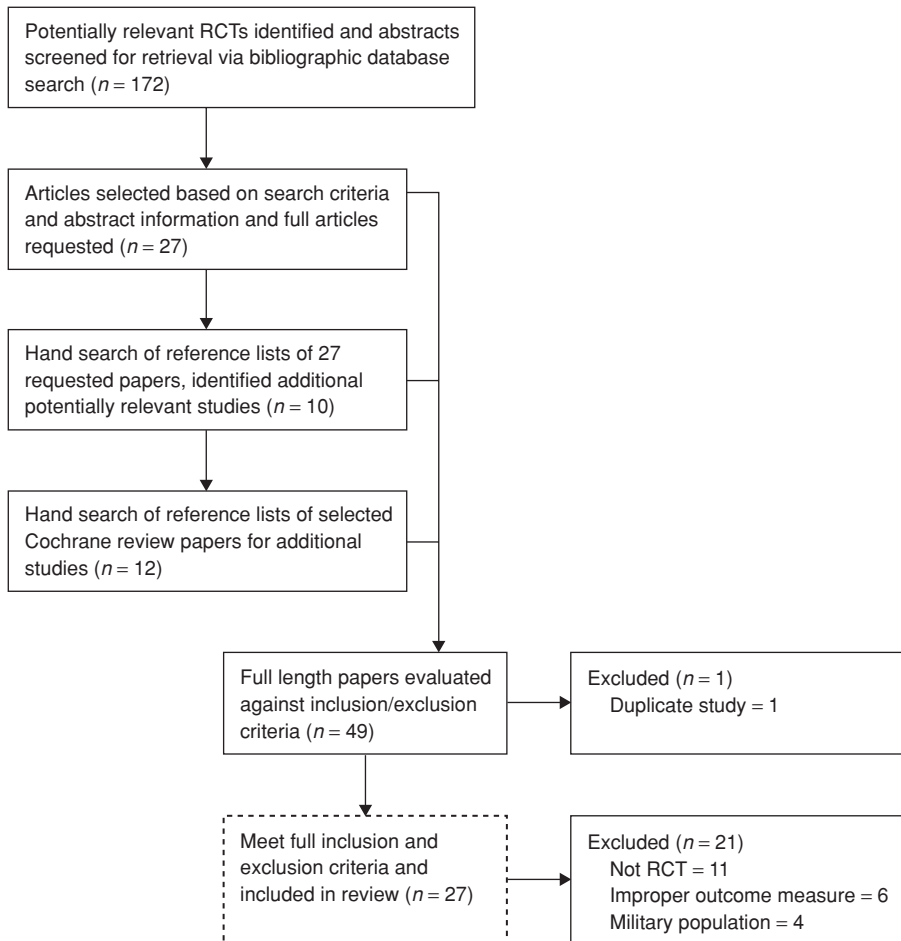 Potentially relevant RCTs identified and abstracts
screened for retrieval via bibliographic database
search (n = 172)
Articles selected based on search criteria
and abstract information and full articles
requested (n = 27)
Hand search of reference lists of 27
requested papers, identified additional
potentially relevant studies (n = 10)
Hand search of reference lists of selected
Cochrane review papers for additional
studies (n = 12)
Full length papers evaluated
against inclusion/exclusion
criteria (n = 49)
Excluded (n = 1)
Duplicate study = 1
Meet full inclusion and
exclusion criteria and
included in review (n = 27)
Excluded (n = 21)
Not RCT = 11
Improper outcome measure = 6
Military population = 4